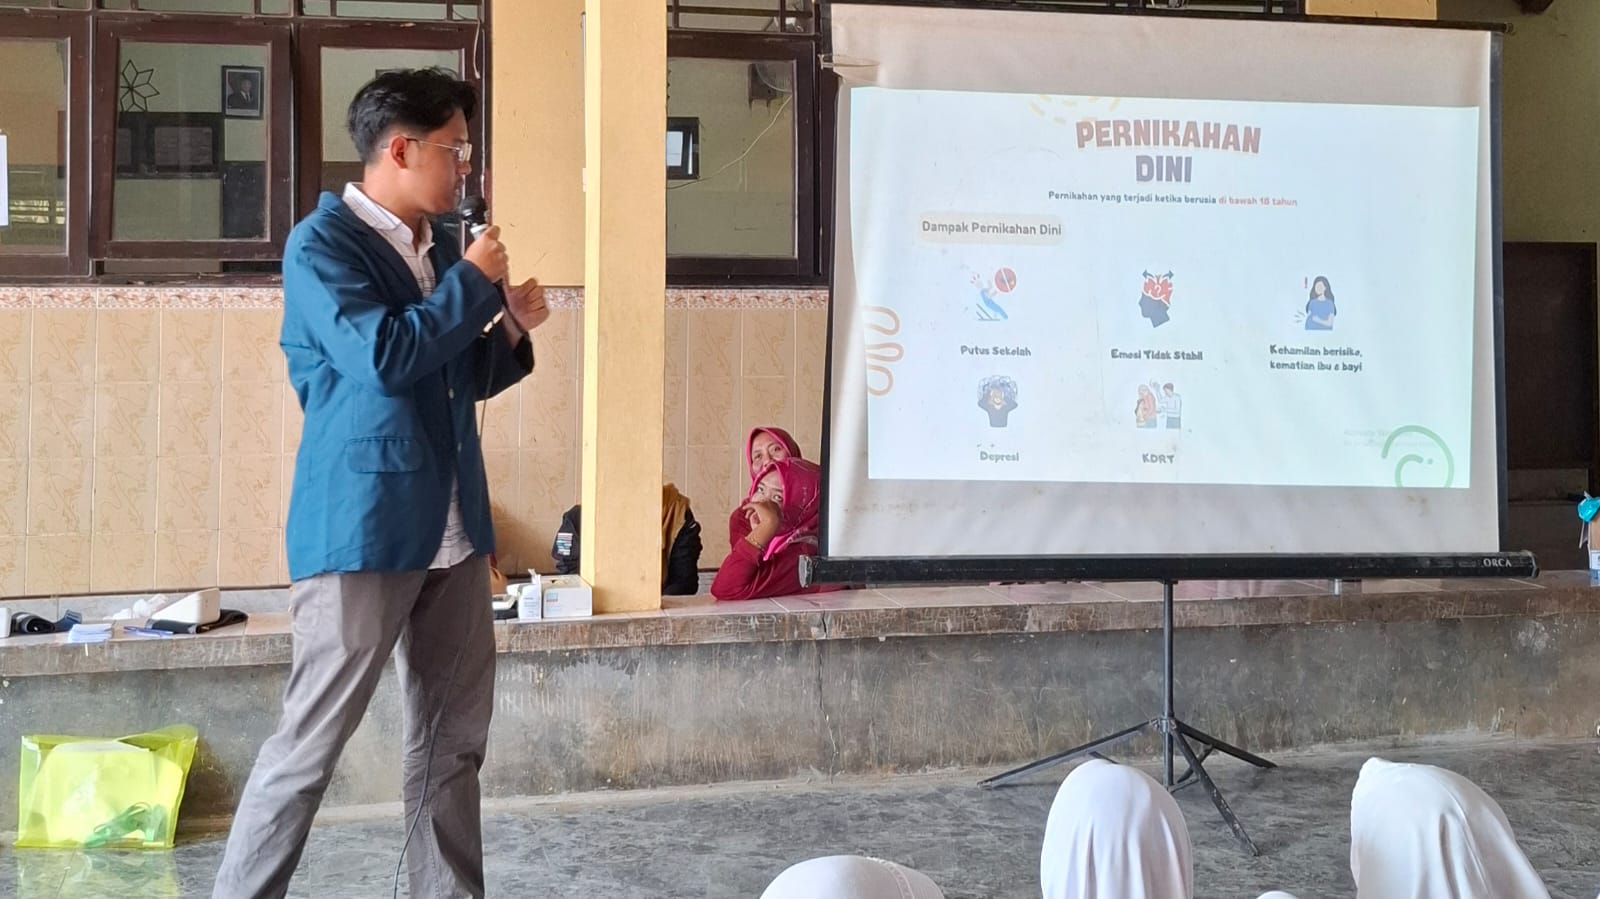 PERNIKAHAN
DINI
Pernikahan yang terjadi ketika berusia di bawah 18 tahun
Dampak Pernikahan Dini
Putus Sekolah
Emosi Tidak Stabil
Kehamilan berisiko,
kematian ibu & bayi
Depresi
KDRT
ORCA